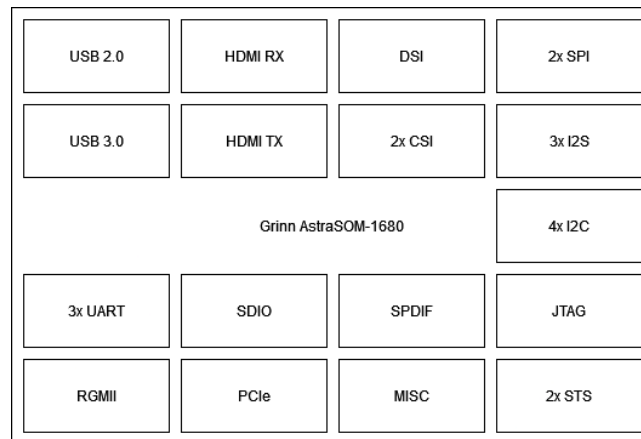 USB 2.0 HDMI RX DSI 2x SPI
USB 3.0 HDMI TX 2x CSI 3x I2S
Grinn AstraSOM-1680 4x I2C
3x UART SDIO SPDIF JTAG
RGMII PCIe MISC 2x STS